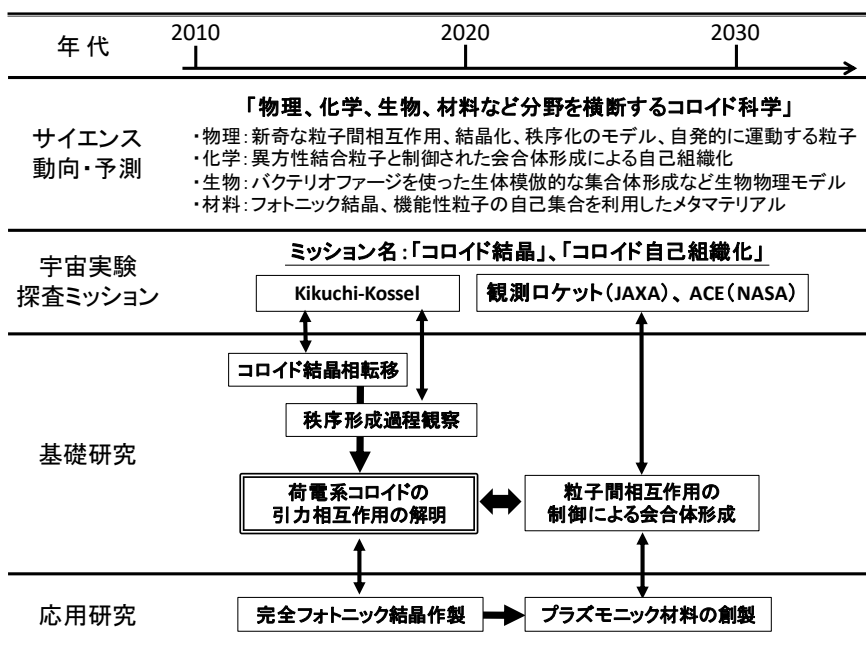 年 代
2010
2020
2030
サイエンス
動向・予測
「物理、化学、生物、材料など分野を横断するコロイド科学」
・物理：新奇な粒子間相互作用、結晶化、秩序化のモデル、自発的に運動する粒子
・化学：異方性結合粒子と制御された会合体形成による自己組織化
・生物：バクテリオファージを使った生体模倣的な集合体形成など生物物理モデル
・材料：フォトニック結晶、機能性粒子の自己集合を利用したメタマテリアル
宇宙実験
探査ミッション
ミッション名：「コロイド結晶」、「コロイド自己組織化」
Kikuchi-Kossel
観測ロケット（JAXA）、ACE（NASA）
基礎研究
コロイド結晶相転移
秩序形成過程観察
荷電系コロイドの
引力相互作用の解明
粒子間相互作用の
制御による会合体形成
応用研究
完全フォトニック結晶作製
プラズモニック材料の創製